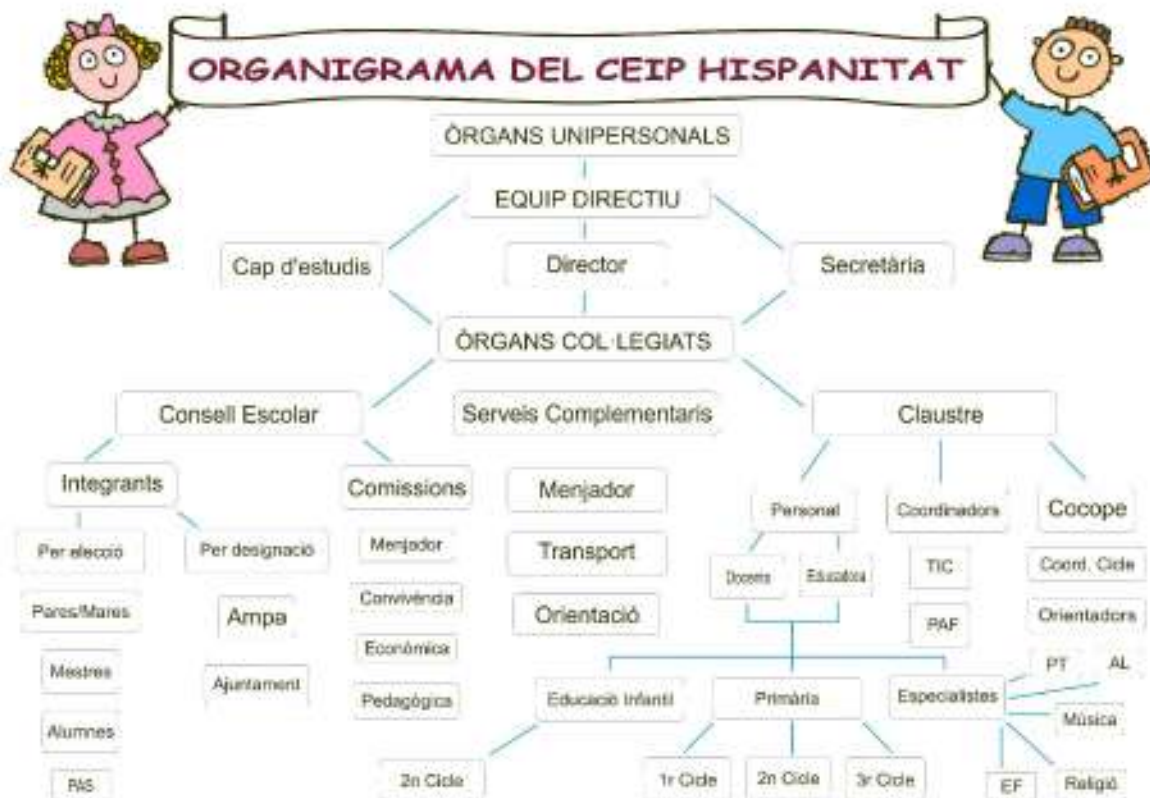 ORGANIGRAMA DEL CEIP HISPANITAT
ÒRGANS UNIPERSONALS
EQUIP DIRECTIU
Cap d'estudis
Director
Secretària
ÒRGANS COL·LEGIATS
Consell Escolar
Serveis Complementaris
Claustre
Integrants
Comissions
Menjador
Personal
Coordinadors
Cocope
Per elecció
Per designació
Menjador
Transport
Docents
Educadora
TIC
Coord. Cicle
Pares/Mares
Ampa
Convivència
Orientació
PAF
Orientadors
Mestres
Ajuntament
Econòmica
Pedagògica
Educació Infantil
Primària
Especialistes
PT
AL
Música
Alumnes
PAS
2n Cicle
1r Cicle
2n Cicle
3r Cicle
EF
Religió